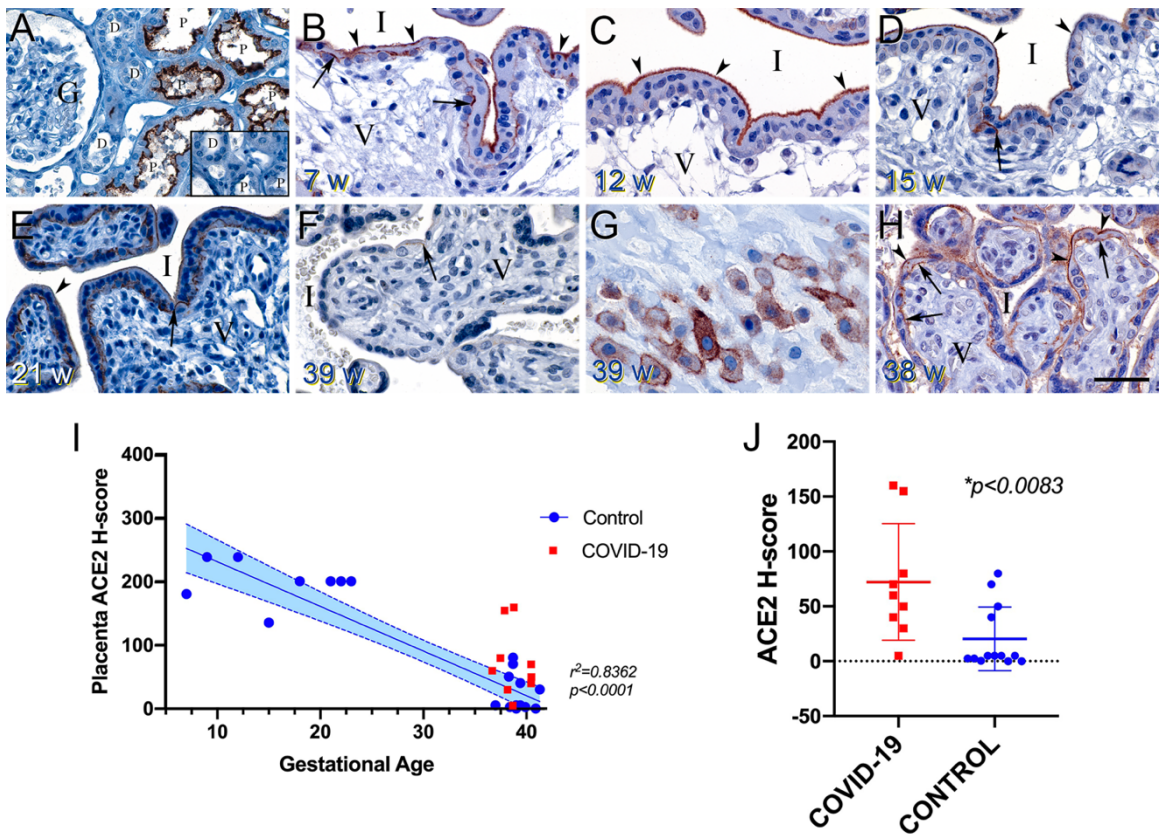 A
G
D
D
D
P
P
P
P
P
D
P
P
B
I
V
7 w
C
I
V
12 w
D
I
V
15 w
E
I
V
21 w
F
I
V
39 w
G
39 w
H
I
V
38 w
I
Placenta ACE2 H-score
400
300
200
100
0
10
20
30
40
Gestational Age
Control
COVID-19
r²=0.8362
p<0.0001
J
ACE2 H-score
200
150
100
50
0
-50
*p<0.0083
COVID-19
CONTROL